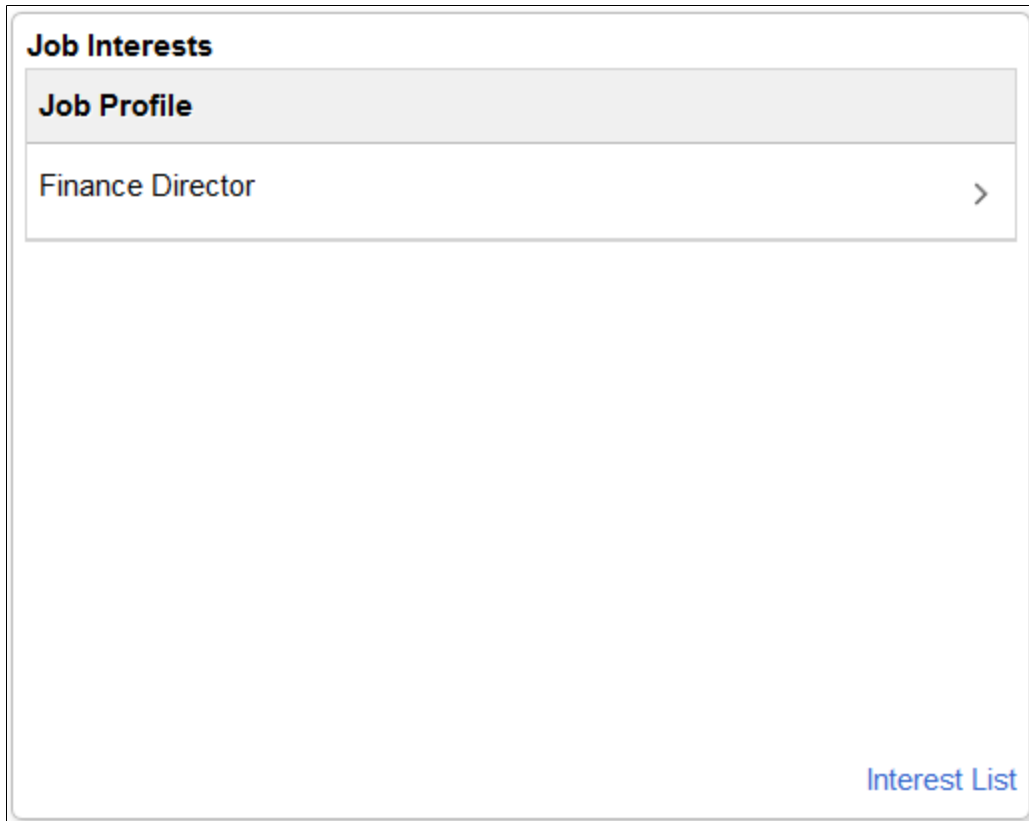 Job Interests
Job Profile
Finance Director
Interest List